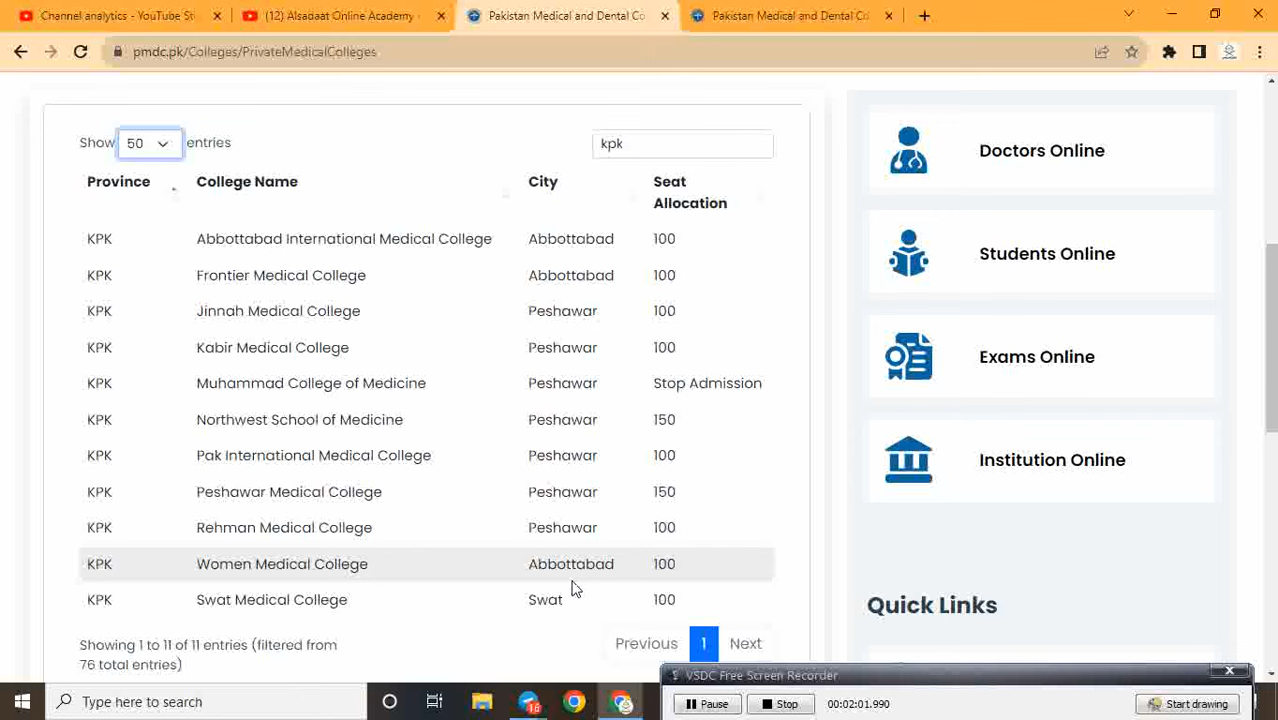 Channel analytics - YouTube St
(12) Alsadaat Online Academy
Pakistan Medical and Dental Co
Pakistan Medical and Dental Co
pmdc.pk/Colleges/PrivateMedicalColleges
Show 50 entries
kpk
Province College Name City Seat Allocation
KPK Abbottabad International Medical College Abbottabad 100
KPK Frontier Medical College Abbottabad 100
KPK Jinnah Medical College Peshawar 100
KPK Kabir Medical College Peshawar 100
KPK Muhammad College of Medicine Peshawar Stop Admission
KPK Northwest School of Medicine Peshawar 150
KPK Pak International Medical College Peshawar 100
KPK Peshawar Medical College Peshawar 150
KPK Rehman Medical College Peshawar 100
KPK Women Medical College Abbottabad 100
KPK Swat Medical College Swat 100
Showing 1 to 11 of 11 entries (filtered from
76 total entries)
Previous 1 Next
Doctors Online
Students Online
Exams Online
Institution Online
Quick Links
VSDC Free Screen Recorder
Pause Stop 00:02:01.990 Start drawing
Type here to search
18